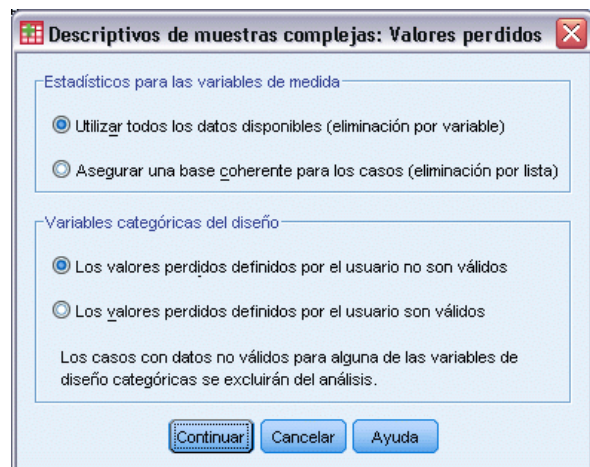 Descriptivos de muestras complejas: Valores perdidos
Estadísticos para las variables de medida
Utilizar todos los datos disponibles (eliminación por variable)
Asegurar una base coherente para los casos (eliminación por lista)
Variables categóricas del diseño
Los valores perdidos definidos por el usuario no son válidos
Los valores perdidos definidos por el usuario son válidos
Los casos con datos no válidos para alguna de las variables de
diseño categóricas se excluirán del análisis.
Continuar Cancelar Ayuda